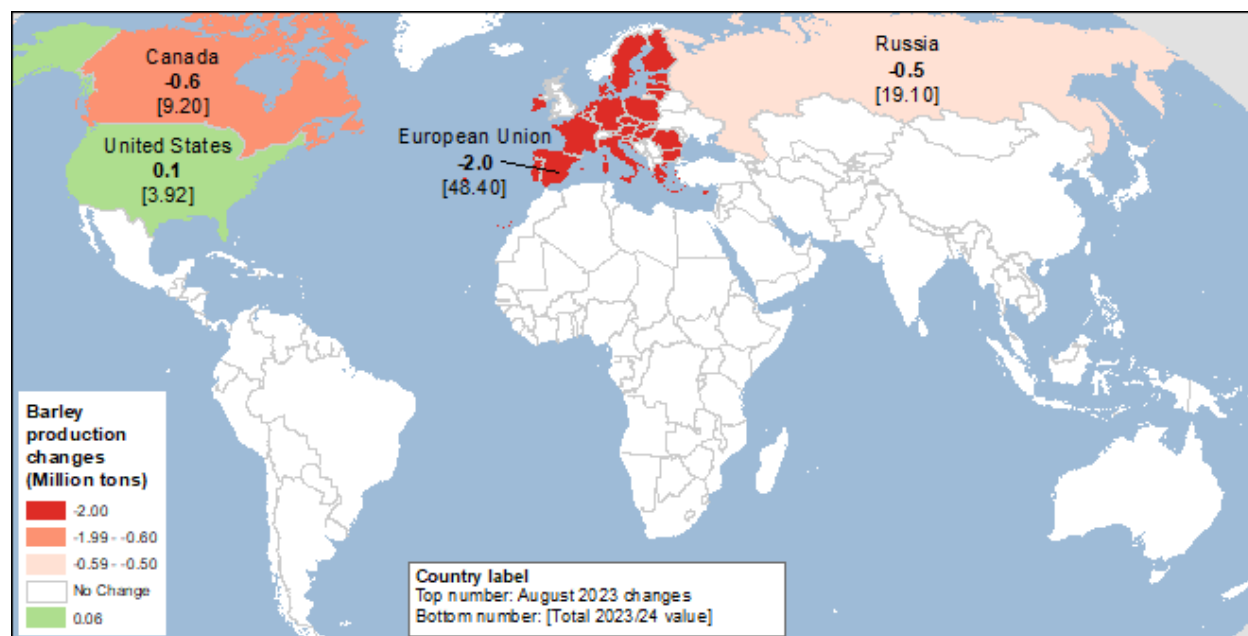 Canada
-0.6
[9.20]
United States
0.1
[3.92]
European Union
-2.0
[48.40]
Russia
-0.5
[19.10]
Barley
production
changes
(Million tons)
-2.00
-1.99 - -0.60
-0.59 - -0.50
No Change
0.06
Country label
Top number: August 2023 changes
Bottom number: [Total 2023/24 value]